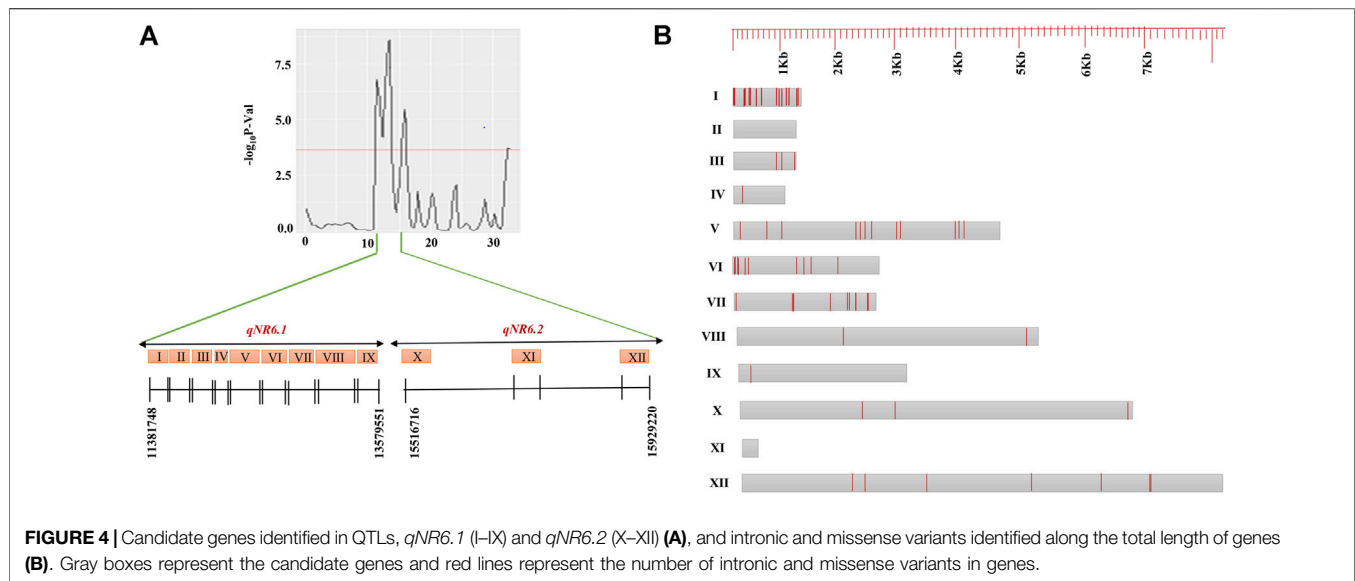 A
B
7.5
5.0
2.5
0.0
-log10P-Val
0 10 20 30
qNR6.1 qNR6.2
I II III IV V VI VII VIII IX X XI XII
11381748 13579551 15516716 15929220
1Kb 2Kb 3Kb 4Kb 5Kb 6Kb 7Kb
I
II
III
IV
V
VI
VII
VIII
IX
X
XI
XII
FIGURE 4 | Candidate genes identified in QTLs, qNR6.1 (I–IX) and qNR6.2 (X–XII) (A), and intronic and missense variants identified along the total length of genes
(B). Gray boxes represent the candidate genes and red lines represent the number of intronic and missense variants in genes.